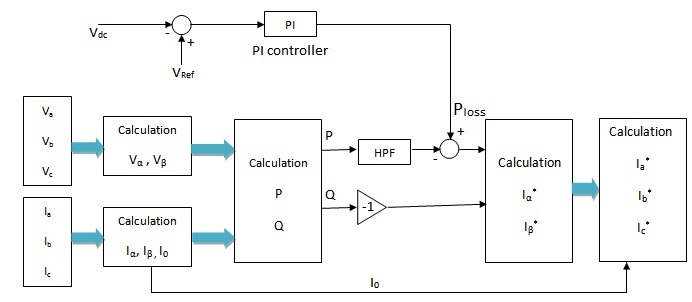 Vdc
-
+
VRef
PI
PI controller
Ploss
+
-
Va
Vb
Vc
Calculation
Vα , Vβ
Calculation
P
Q
P
HPF
Q
-1
Calculation
Iα*
Iβ*
Calculation
Ia*
Ib*
Ic*
Ia
Ib
Ic
Calculation
Iα, Iβ, I0
I0